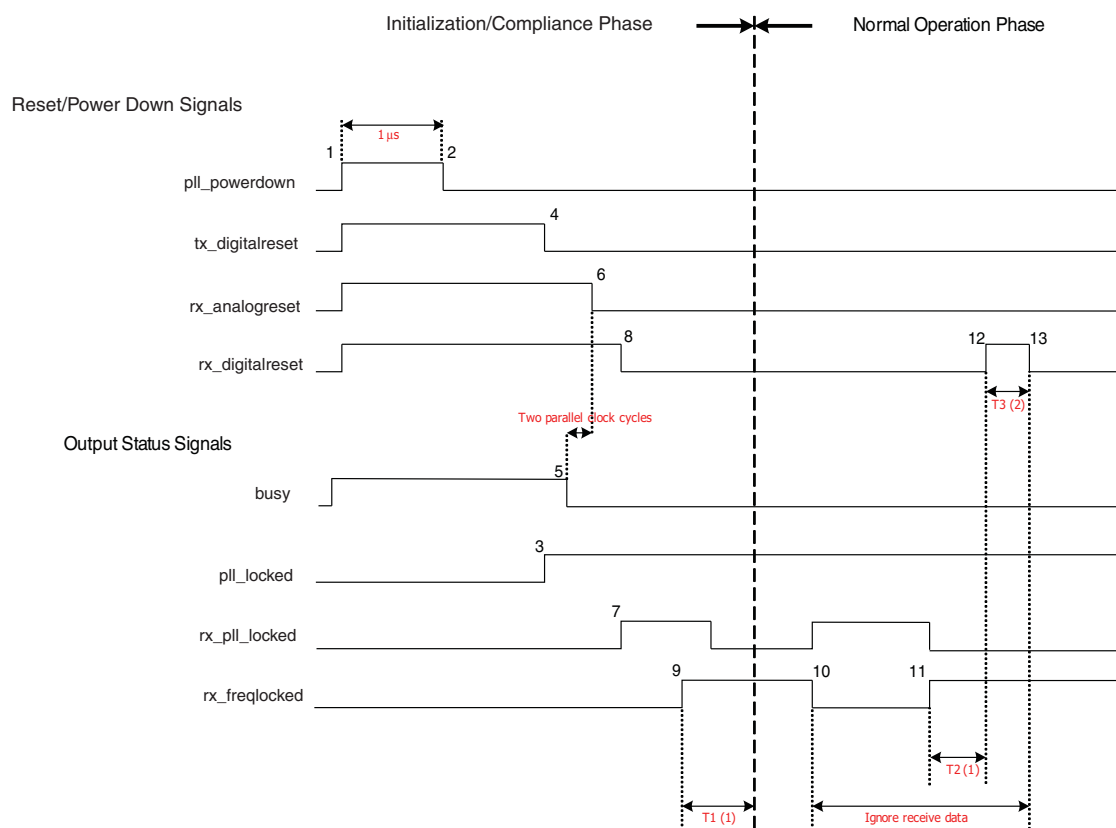 Initialization/Compliance Phase
Normal Operation Phase
Reset/Power Down Signals
1 μs
1
2
pll_powerdown
4
tx_digitalreset
6
rx_analogreset
8
12
13
rx_digitalreset
T3 (2)
Two parallel clock cycles
Output Status Signals
5
busy
3
pll_locked
7
rx_pll_locked
9
10
11
rx_freqlocked
T2 (1)
T1 (1)
Ignore receive data